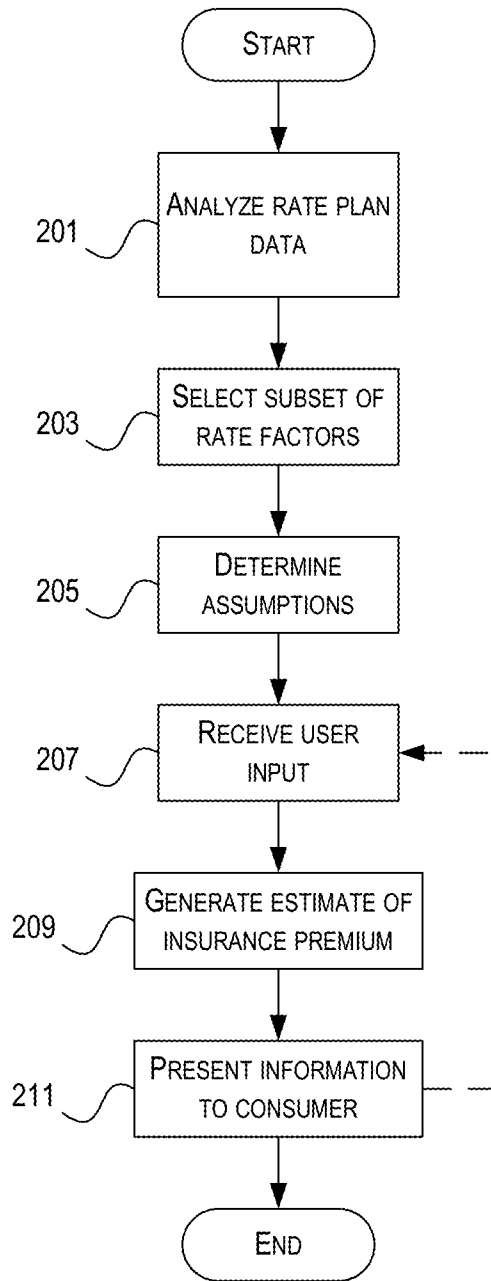 START
201
ANALYZE RATE PLAN
DATA
203
SELECT SUBSET OF
RATE FACTORS
205
DETERMINE
ASSUMPTIONS
207
RECEIVE USER
INPUT
209
GENERATE ESTIMATE OF
INSURANCE PREMIUM
211
PRESENT INFORMATION
TO CONSUMER
END